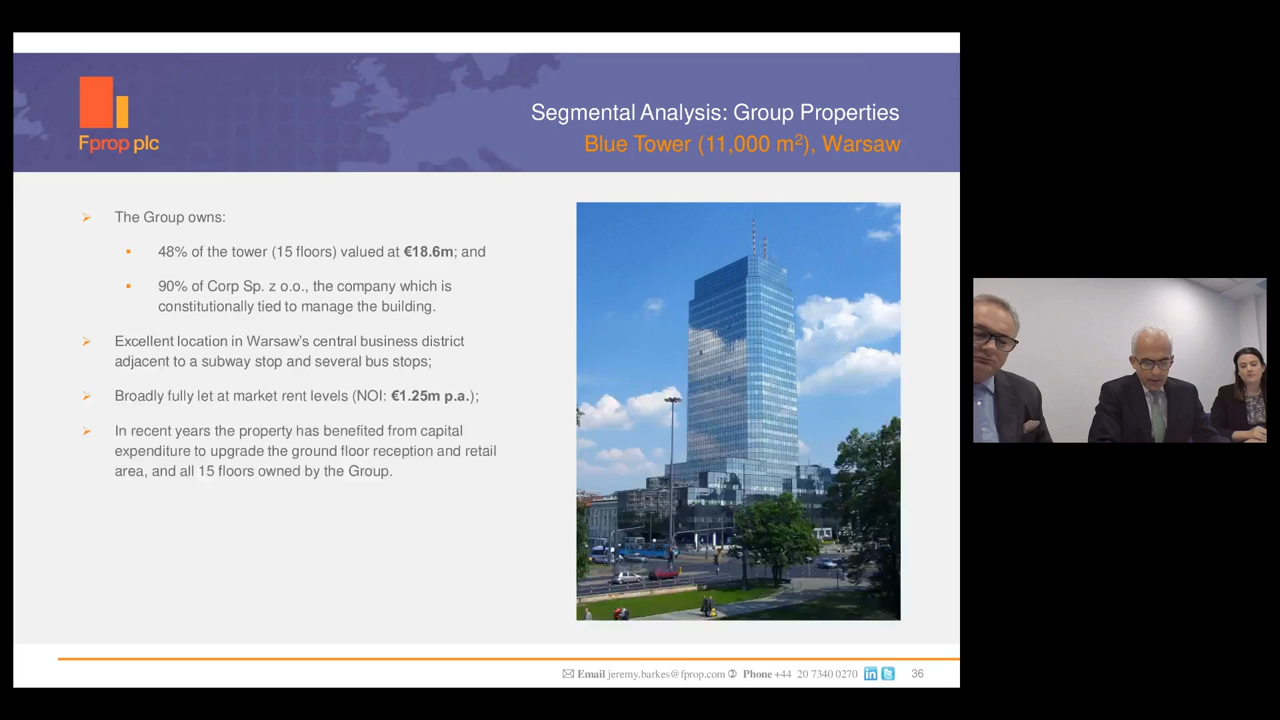 Fprop plc
Segmental Analysis: Group Properties
Blue Tower (11,000 m²), Warsaw
The Group owns:
48% of the tower (15 floors) valued at €18.6m; and
90% of Corp Sp. z o.o., the company which is
constitutionally tied to manage the building.
Excellent location in Warsaw's central business district
adjacent to a subway stop and several bus stops;
Broadly fully let at market rent levels (NOI: €1.25m p.a.);
In recent years the property has benefited from capital
expenditure to upgrade the ground floor reception and retail
area, and all 15 floors owned by the Group.
Email jeremy.barkes@fprop.com Phone +44 20 7340 0270 in 36